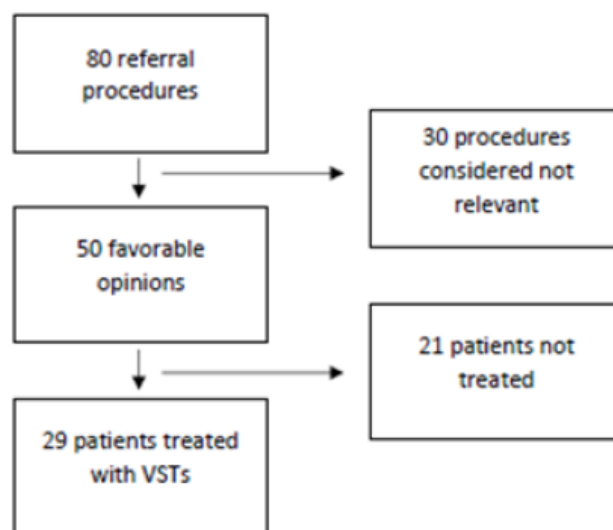 80 referral
procedures
30 procedures
considered not
relevant
50 favorable
opinions
21 patients not
treated
29 patients treated
with VSTs